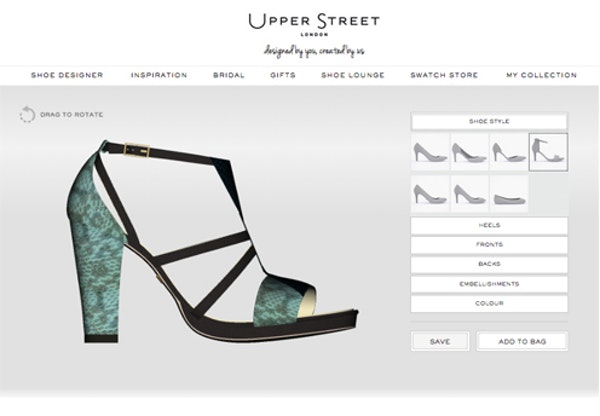 UPPER STREET
LONDON
designed by you, created by us
SHOE DESIGNER INSPIRATION BRIDAL GIFTS SHOE LOUNGE SWATCH STORE MY COLLECTION
DRAG TO ROTATE
SHOE STYLE
HEELS
FRONTS
BACKS
EMBELLISHMENTS
COLOUR
SAVE ADD TO BAG